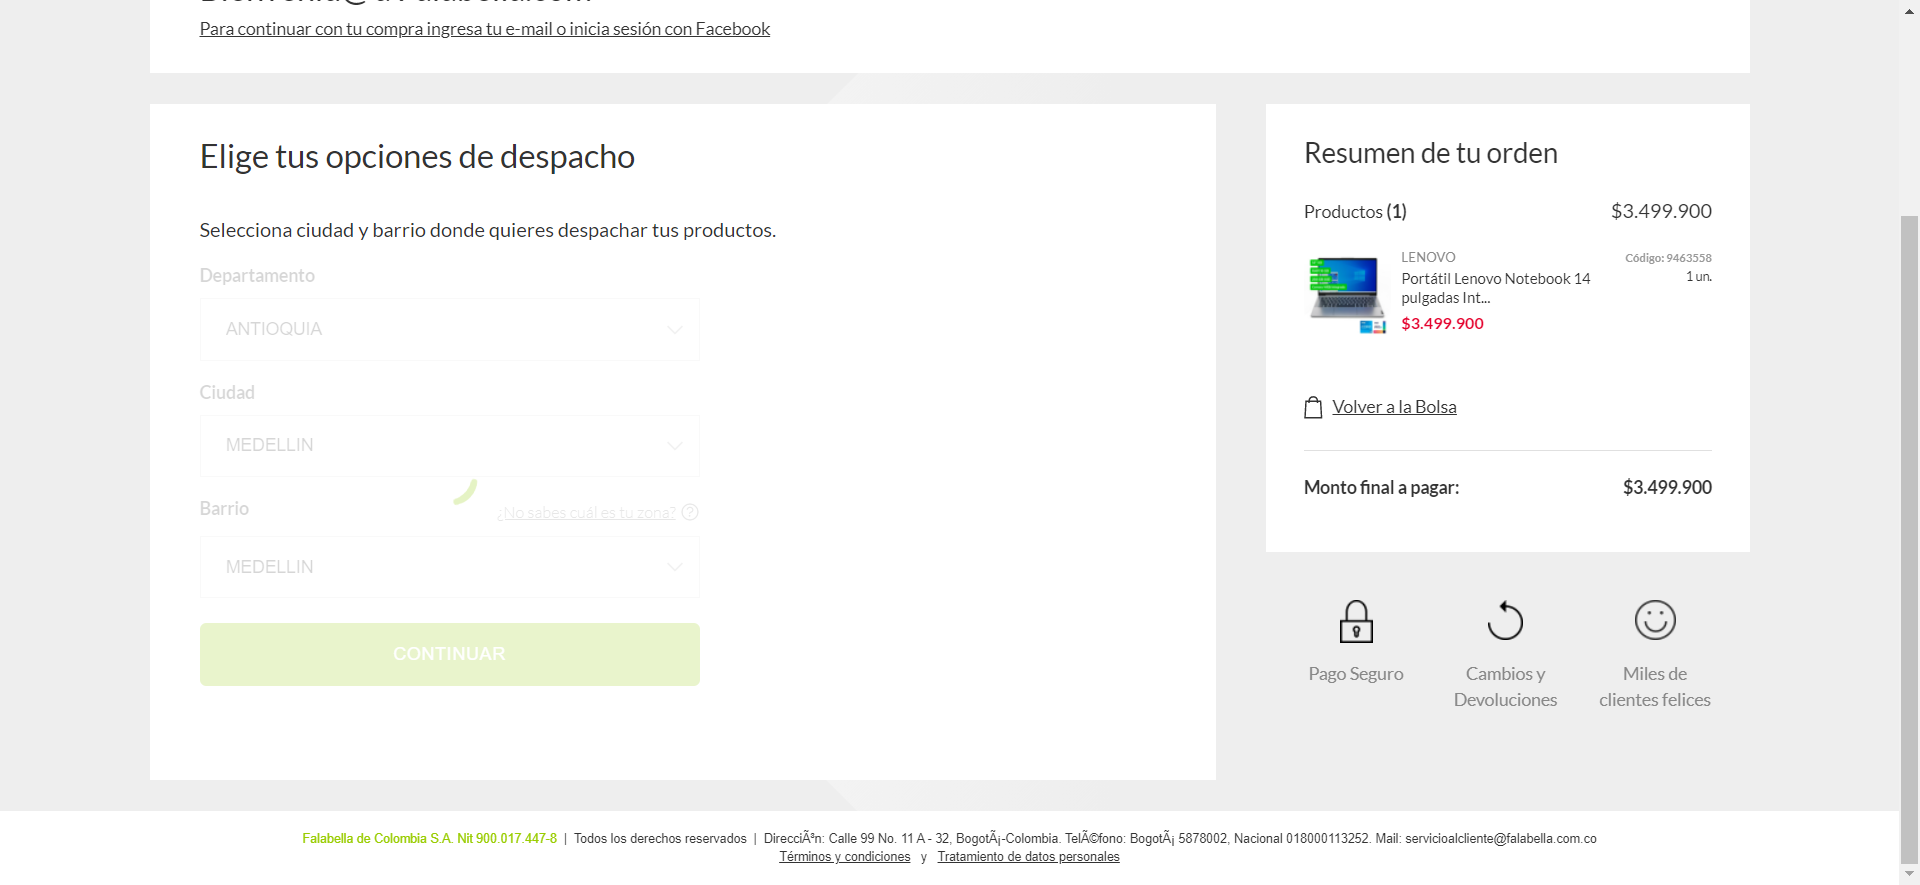 Para continuar con tu compra ingresa tu e-mail o inicia sesión con Facebook
Elige tus opciones de despacho
Selecciona ciudad y barrio donde quieres despachar tus productos.
Departamento
ANTIOQUIA
Ciudad
MEDELLIN
Barrio
¿No sabes cuál es tu zona? ?
MEDELLIN
CONTINUAR
Resumen de tu orden
Productos (1) $3.499.900
LENOVO
Código: 9463558
Portátil Lenovo Notebook 14
1 un.
pulgadas Int...
$3.499.900
Volver a la Bolsa
Monto final a pagar: $3.499.900
Pago Seguro
Cambios y
Devoluciones
Miles de
clientes felices
Falabella de Colombia S.A. Nit 900.017.447-8 | Todos los derechos reservados | DirecciÃ³n: Calle 99 No. 11 A - 32, BogotÃ¡-Colombia. TelÃ©fono: BogotÃ¡ 5878002, Nacional 018000113252. Mail: servicioalcliente@falabella.com.co
Términos y condiciones y Tratamiento de datos personales